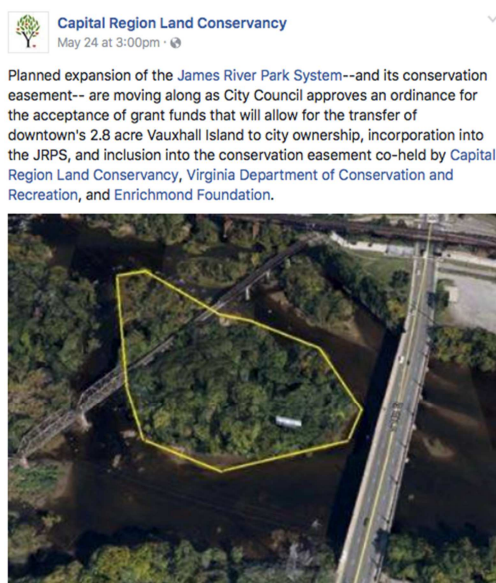 Capital Region Land Conservancy
May 24 at 3:00pm ·
Planned expansion of the James River Park System--and its conservation
easement-- are moving along as City Council approves an ordinance for
the acceptance of grant funds that will allow for the transfer of
downtown's 2.8 acre Vauxhall Island to city ownership, incorporation into
the JRPS, and inclusion into the conservation easement co-held by Capital
Region Land Conservancy, Virginia Department of Conservation and
Recreation, and Enrichmond Foundation.